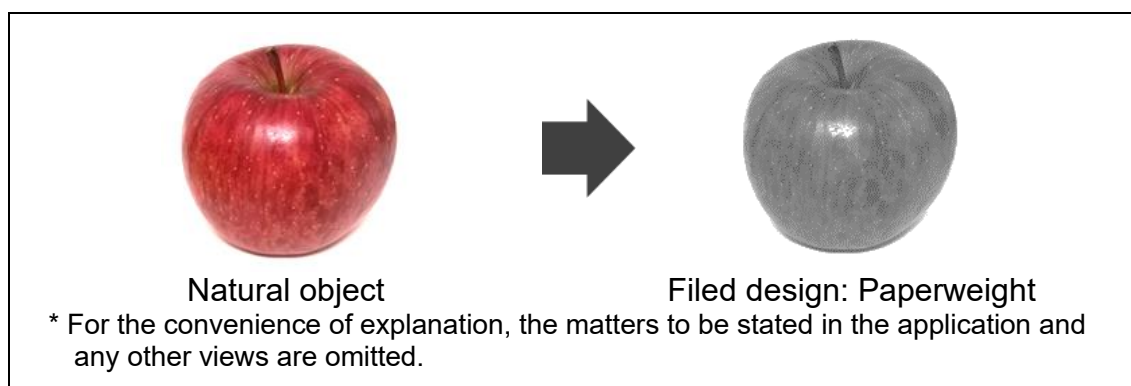 Natural object
Filed design: Paperweight
* For the convenience of explanation, the matters to be stated in the application and
any other views are omitted.